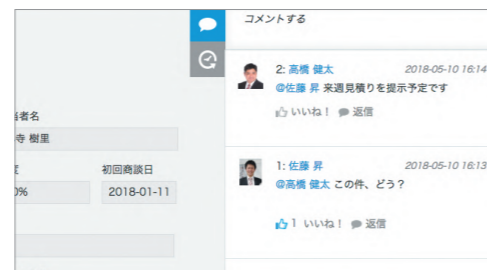 コメントする
2: 高橋 健太 2018-05-10 16:14
@佐藤 昇 来週見積りを提示予定です
いいね! 返信
当者名
寺 樹里
初回商談日
0% 2018-01-11
1: 佐藤 昇 2018-05-10 16:13
@高橋 健太 この件、どう?
1 いいね! 返信